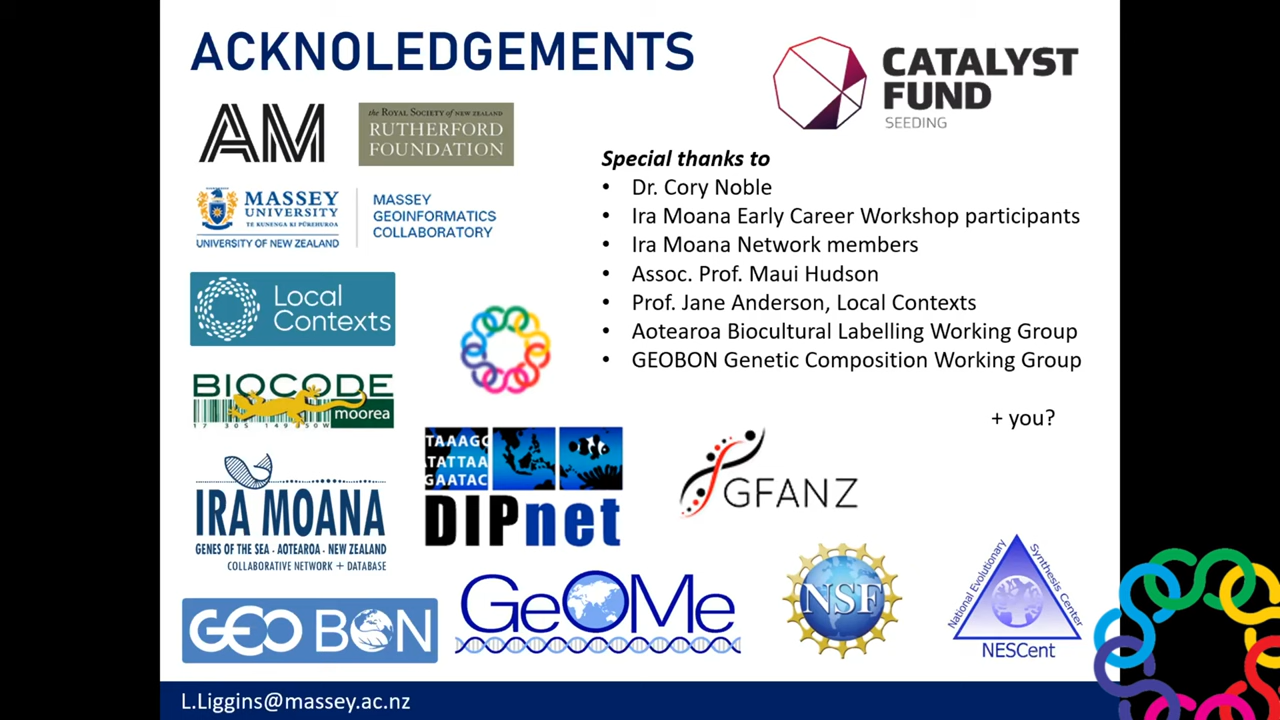 ACKNOLEDGEMENTS
CATALYST
FUND
SEEDING
AM
the ROYAL SOCIETY of NEW ZEALAND
RUTHERFORD
FOUNDATION
Special thanks to
• Dr. Cory Noble
• Ira Moana Early Career Workshop participants
• Ira Moana Network members
• Assoc. Prof. Maui Hudson
• Prof. Jane Anderson, Local Contexts
• Aotearoa Biocultural Labelling Working Group
• GEOBON Genetic Composition Working Group
+ you?
MASSEY
UNIVERSITY
TE KUNENGA KI PŪREHUROA
UNIVERSITY OF NEW ZEALAND
MASSEY
GEOINFORMATICS
COLLABORATORY
Local
Contexts
BIOCODE
moorea
17 30S 149 50W
TAAAGC
TATTAA
GAATAC
DIPnet
GFANZ
IRA MOANA
GENES OF THE SEA - AOTEAROA - NEW ZEALAND
COLLABORATIVE NETWORK + DATABASE
GEO BON
GeOMe
NSF
National Evolutionary
Synthesis Center
NESCent
L.Liggins@massey.ac.nz